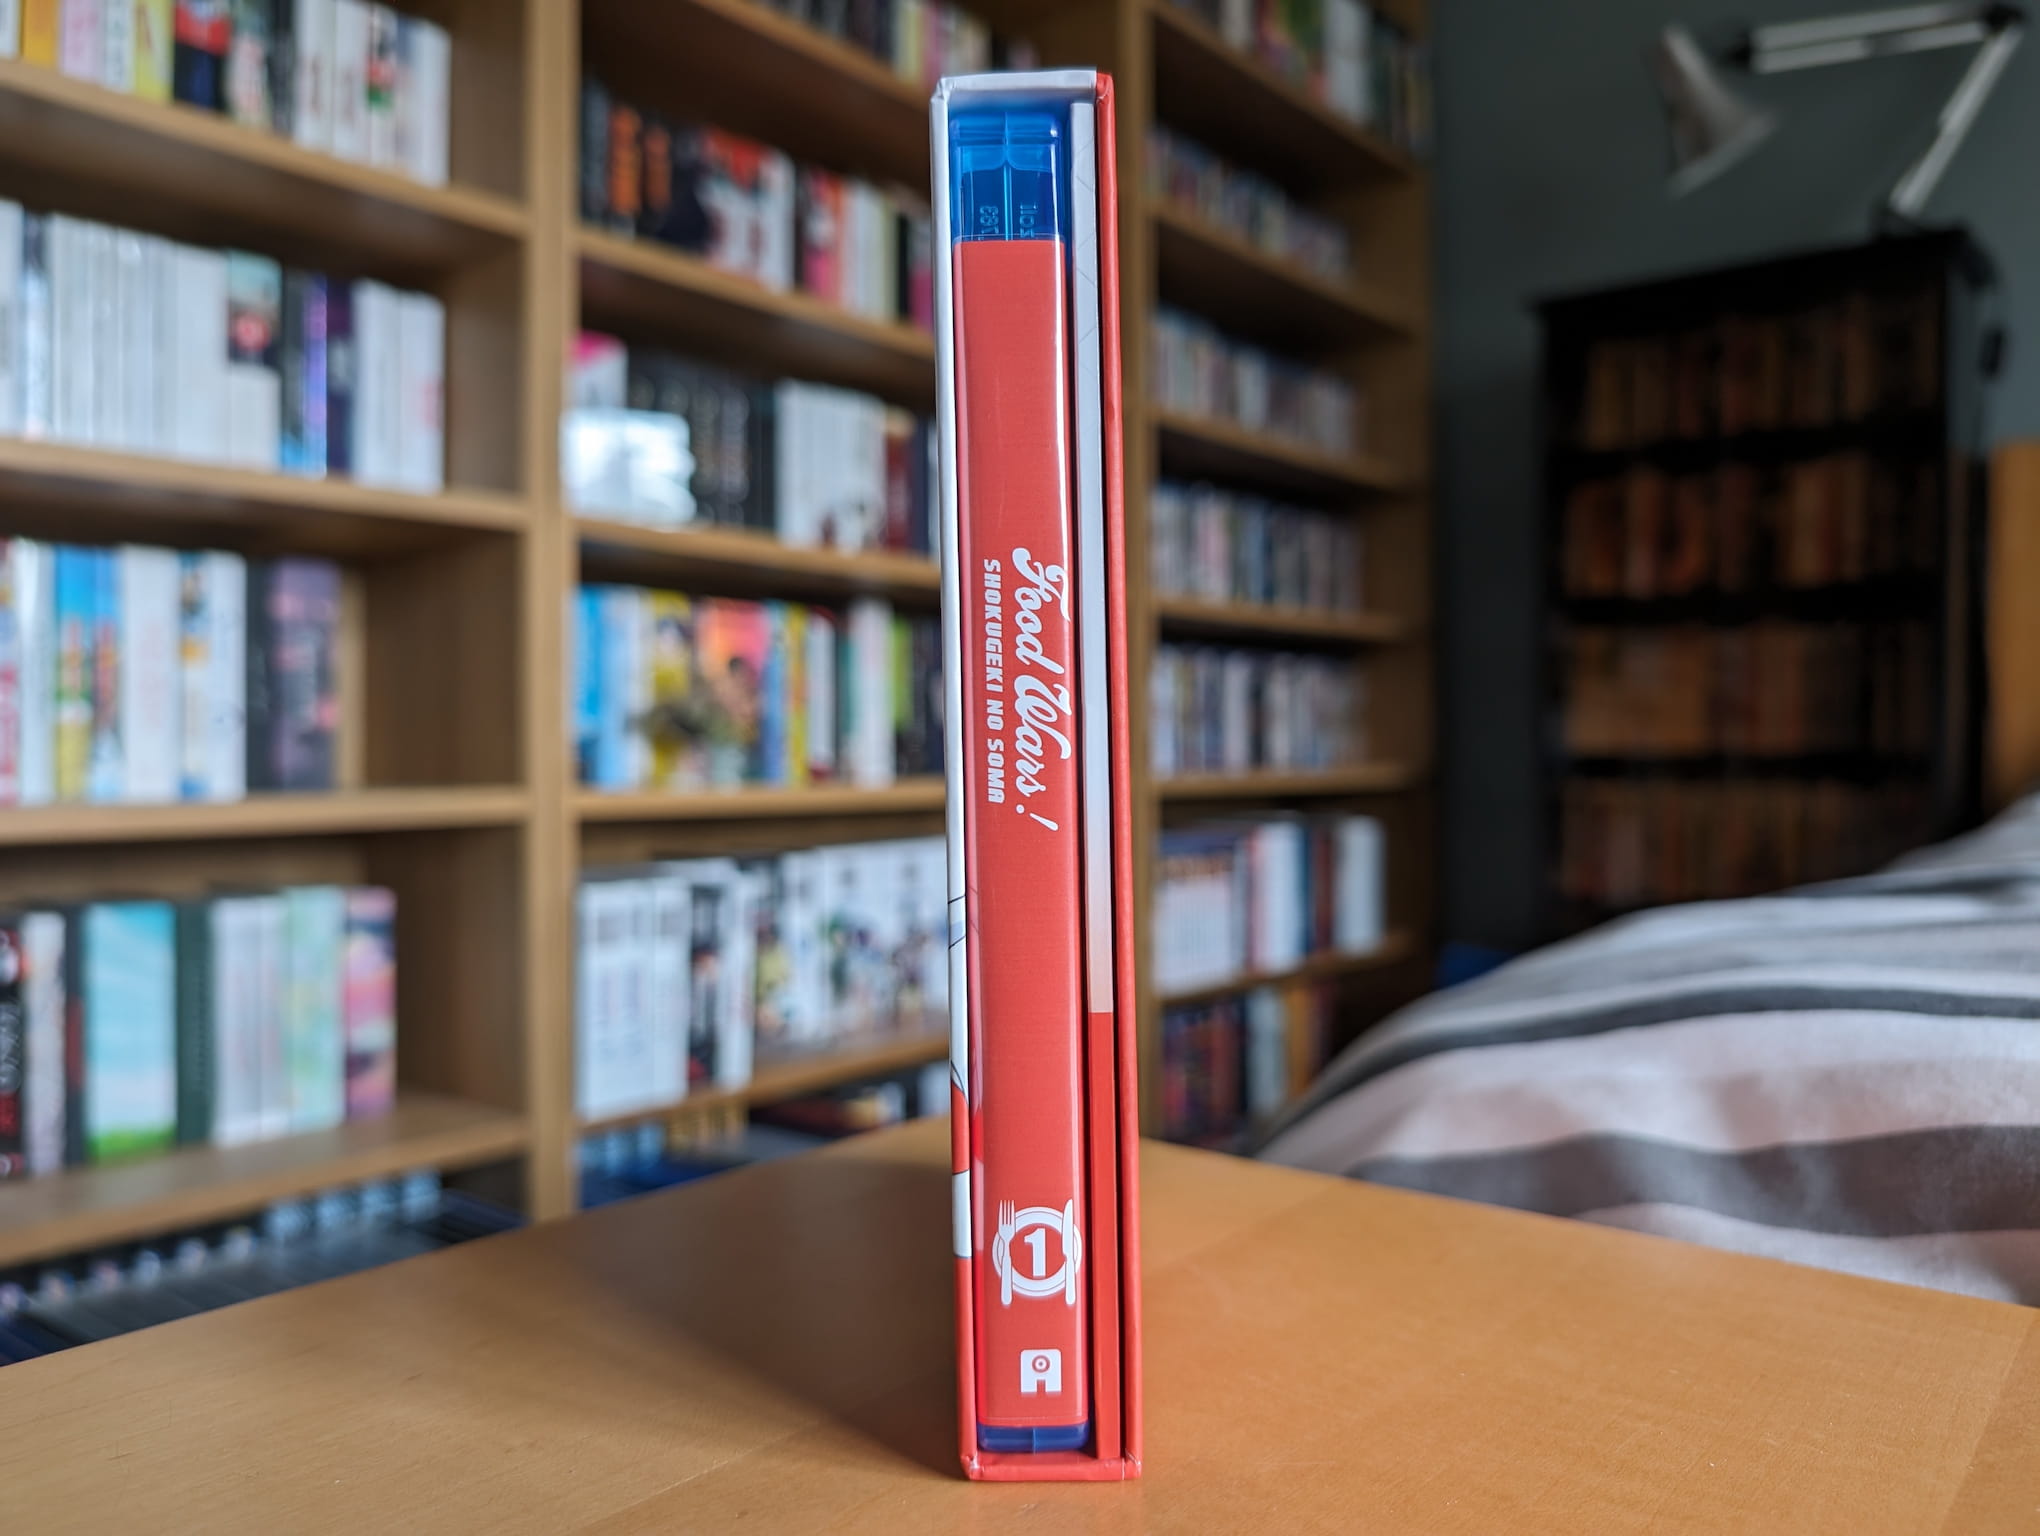 Food Wars!
SHOKUGEKI NO SOMA
1